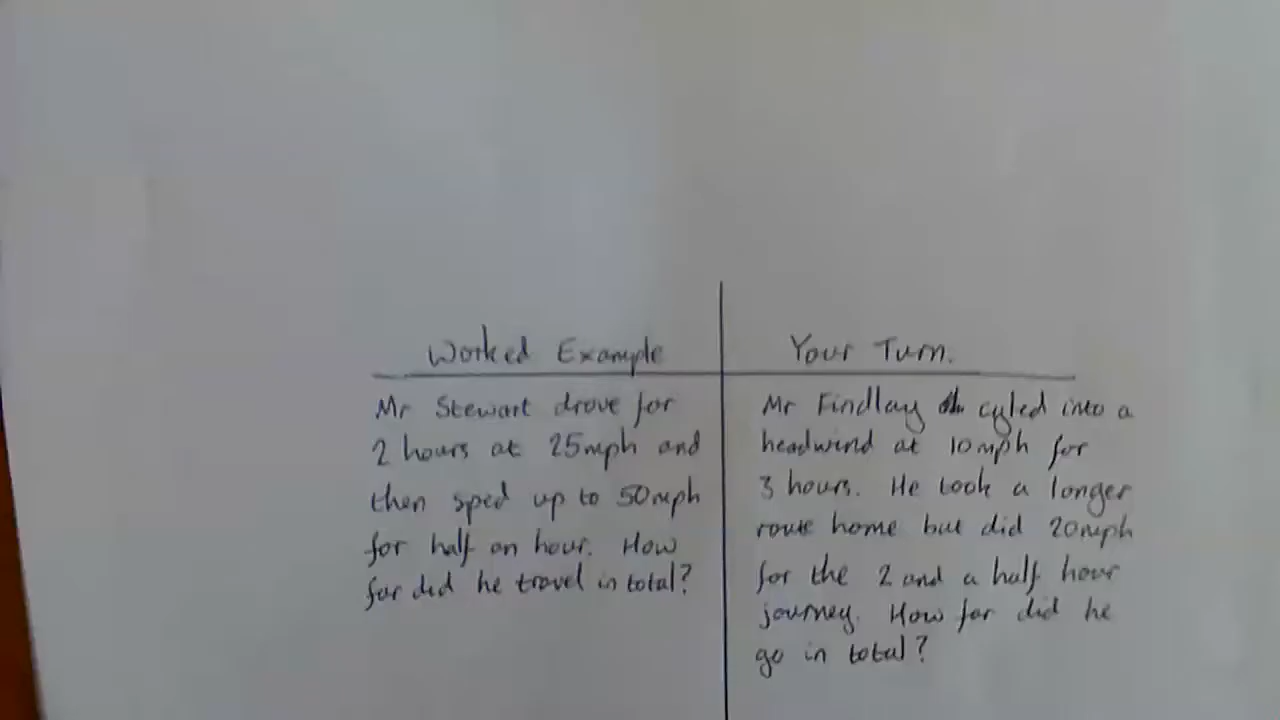 Worked Example
Mr Stewart drove for
2 hours at 25mph and
then sped up to 50mph
for half an hour. How
far did he travel in total?
Your Turn.
Mr Findlay cyled into a
headwind at 10mph for
3 hours. He took a longer
route home but did 20mph
for the 2 and a half hour
journey. How far did he
go in total?